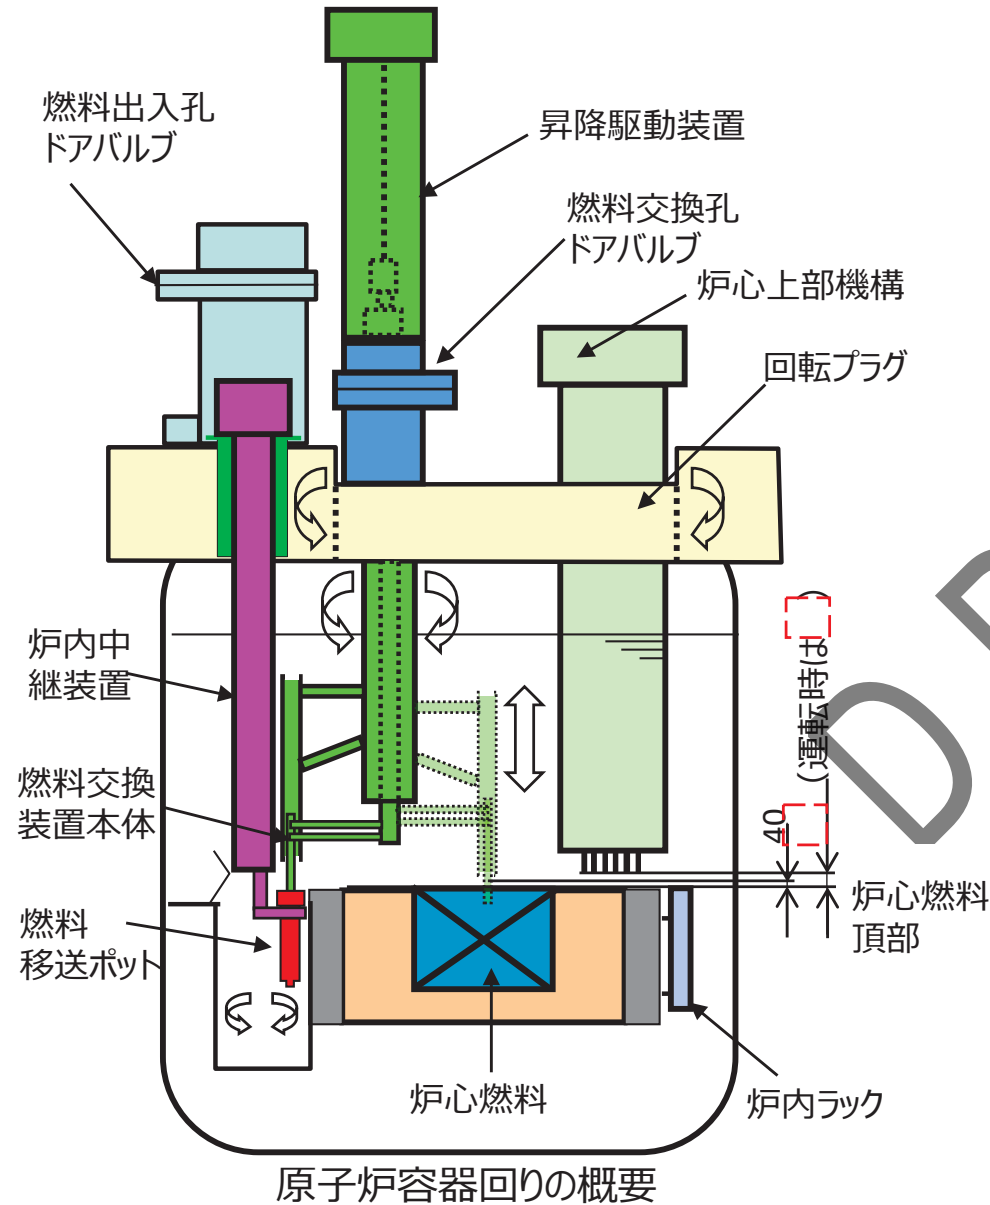 燃料出入孔
ドアバルブ
昇降駆動装置
燃料交換孔
ドアバルブ
炉心上部機構
回転プラグ
炉内中
継装置
燃料交換
装置本体
燃料
移送ポット
40
(運転時は
)
炉心燃料
頂部
炉心燃料
炉内ラック
原子炉容器回りの概要
D